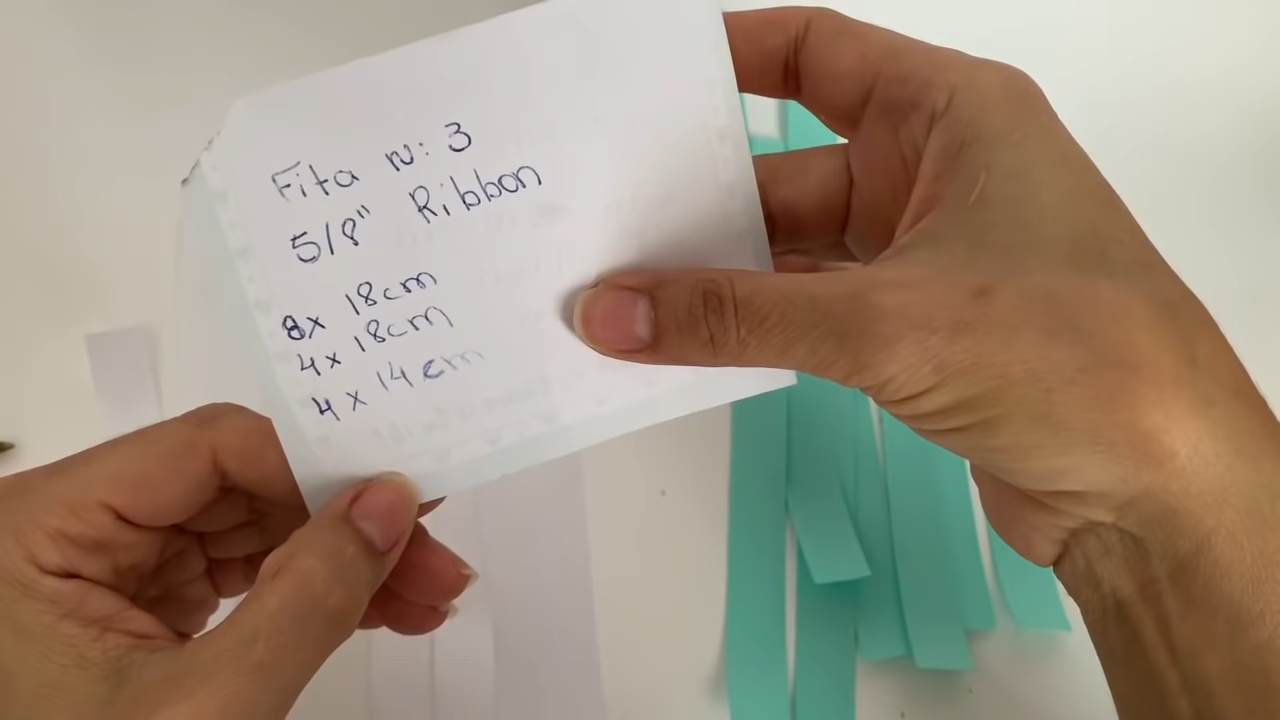 Fita n: 3
5/8" Ribbon
8x 18cm
4x 18cm
4x 14cm